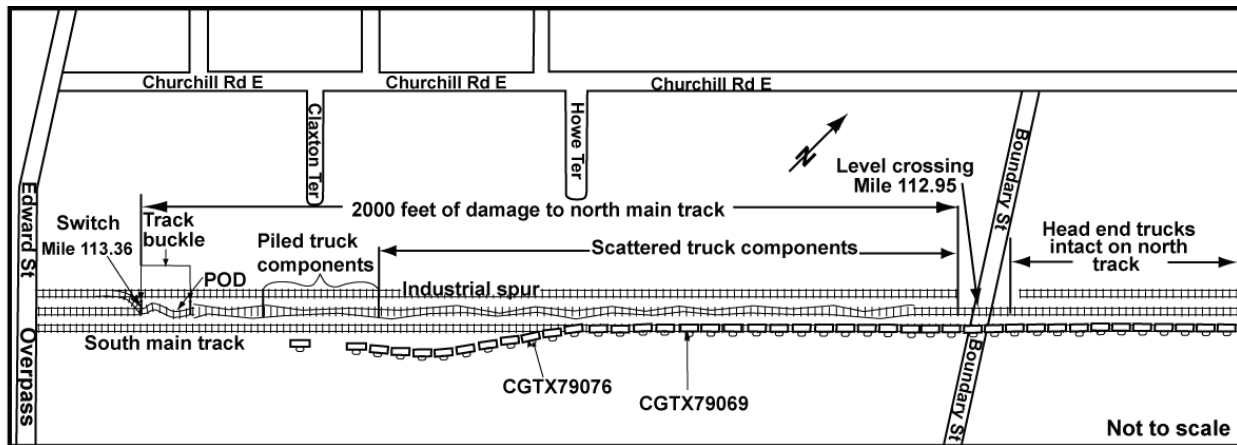 Churchill Rd E
Churchill Rd E
Churchill Rd E
Claxton Ter
Howe Ter
N
Boundary St
Level crossing
Mile 112.95
Edward St
2000 feet of damage to north main track
Switch
Mile 113.36
Track
buckle
Piled truck
components
Scattered truck components
Head end trucks
intact on north
track
POD
Industrial spur
Overpass
South main track
CGTX79076
CGTX79069
Boundary St
Not to scale